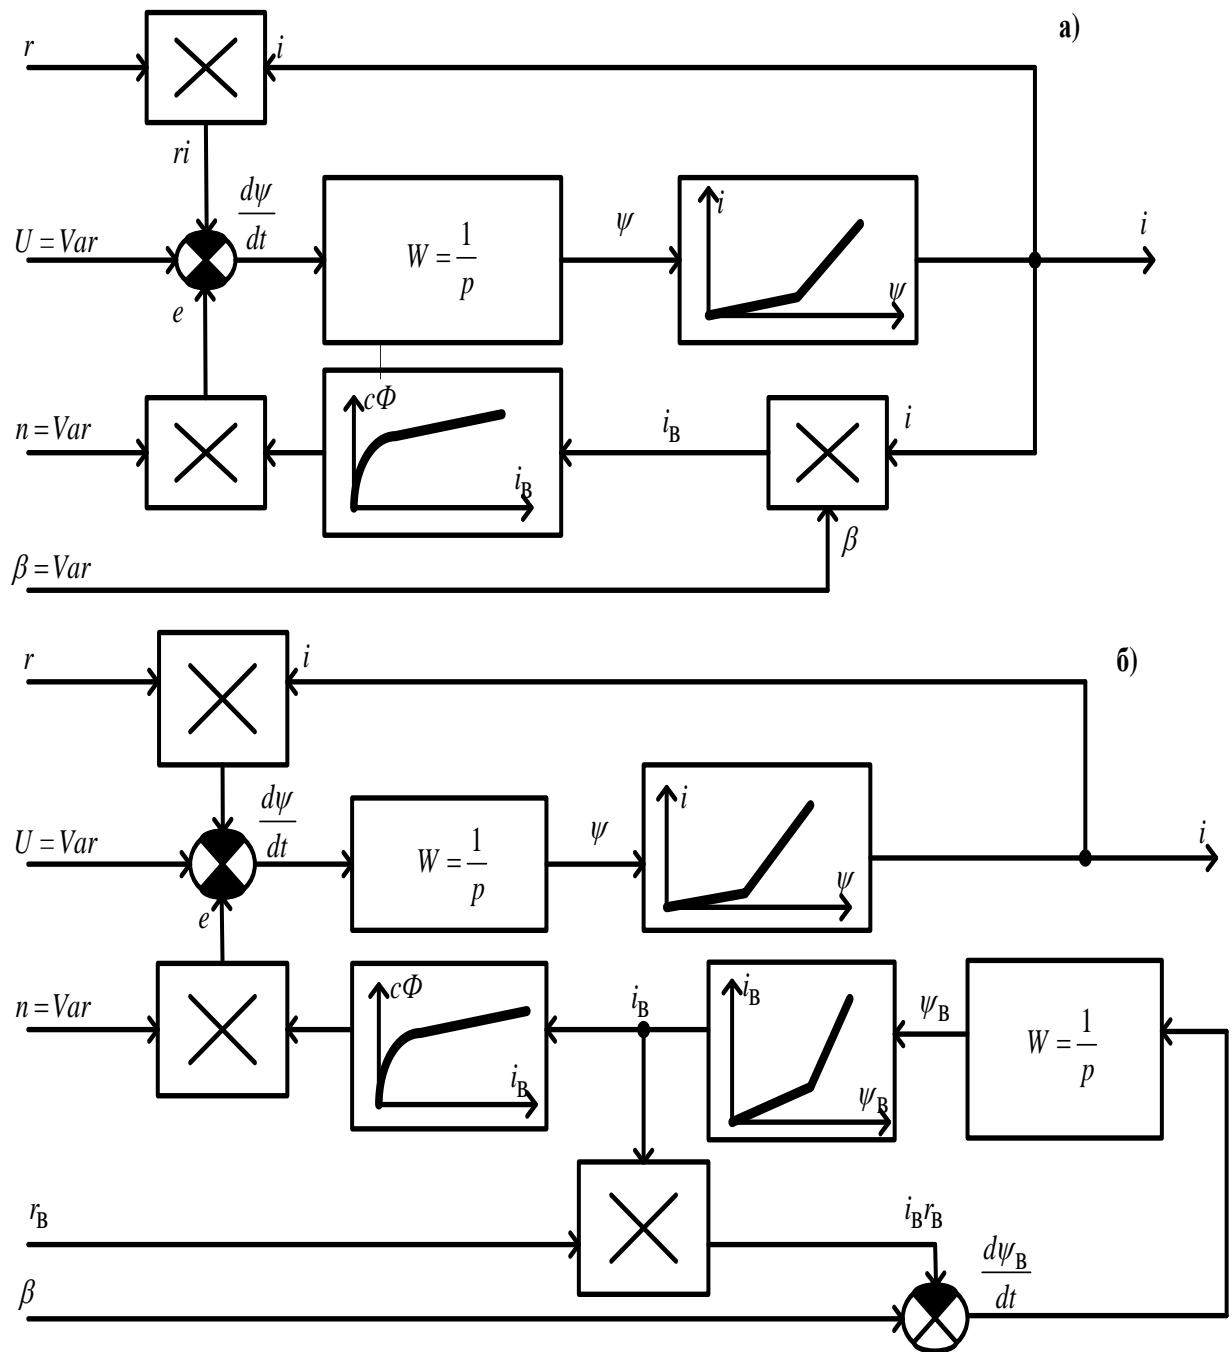 а)
r
i
ri
dψ
dt
U = Var
W = 1
p
ψ
i
ψ
i
e
cΦ
n = Var
i_В
i_В
i
β = Var
β
б)
r
i
dψ
dt
U = Var
W = 1
p
ψ
i
ψ
i
e
n = Var
cΦ
i_В
i_В
i_В
ψ_В
ψ_В
W = 1
p
r_В
i_В r_В
β
dψ_В
dt